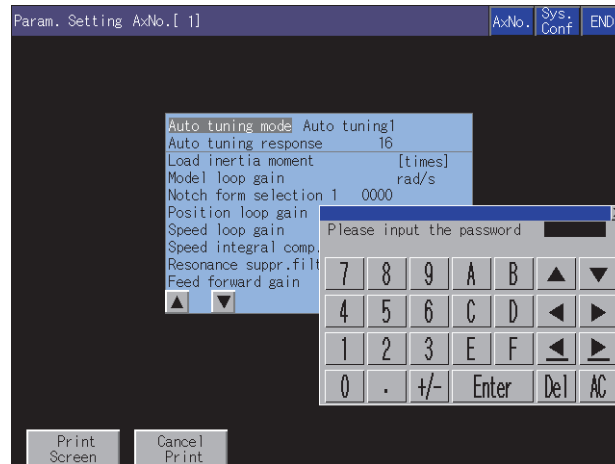 Param. Setting AxNo.[ 1] AxNo. Sys. Conf END
Auto tuning mode Auto tuning1
Auto tuning response 16
Load inertia moment [times]
Model loop gain rad/s
Notch form selection 1 0000
Position loop gain
Speed loop gain
Speed integral comp.
Resonance suppr.filt
Feed forward gain
▲ ▼
Please input the password
7 8 9 A B ▲ ▼
4 5 6 C D ◀ ▶
1 2 3 E F ◀ ▶
0 . +/- Enter Del AC
Print Screen
Cancel Print